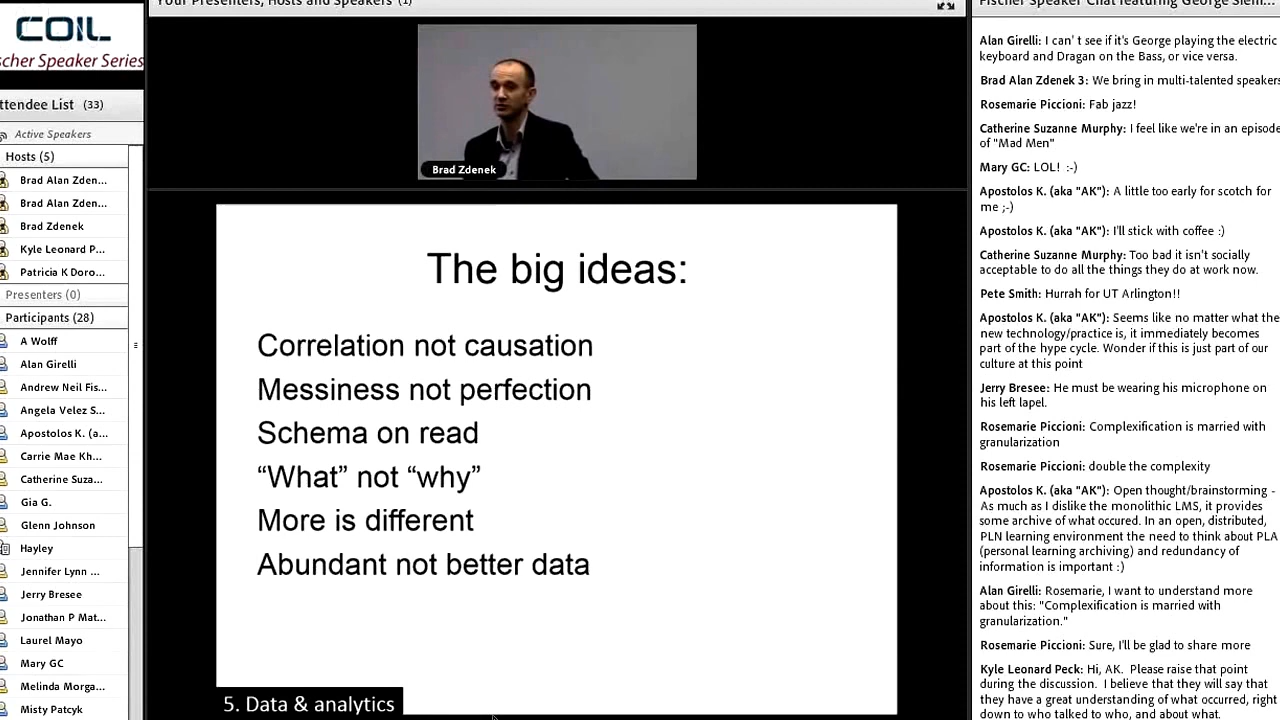 COIL
scher Speaker Series
ttendee List (33)
Active Speakers
Hosts (5)
Brad Alan Zden...
Brad Alan Zden...
Brad Zdenek
Kyle Leonard P...
Patricia K Doro...
Presenters (0)
Participants (28)
A Wolff
Alan Girelli
Andrew Neil Fis...
Angela Velez S...
Apostolos K. (a...
Carrie Mae Kh...
Catherine Suza...
Gia G.
Glenn Johnson
Hayley
Jennifer Lynn ...
Jerry Bresee
Jonathan P Mat...
Laurel Mayo
Mary GC
Melinda Morga...
Misty Patcyk
Your Presenters, Hosts and Speakers (1)
Brad Zdenek
The big ideas:
Correlation not causation
Messiness not perfection
Schema on read
“What” not “why”
More is different
Abundant not better data
5. Data & analytics
Fischer Speaker Chat featuring George Siem...
Alan Girelli: I can' t see if it's George playing the electric
keyboard and Dragan on the Bass, or vice versa.
Brad Alan Zdenek 3: We bring in multi-talented speakers
Rosemarie Piccioni: Fab jazz!
Catherine Suzanne Murphy: I feel like we're in an episode
of "Mad Men"
Mary GC: LOL! :-)
Apostolos K. (aka "AK"): A little too early for scotch for
me ;-)
Apostolos K. (aka "AK"): I'll stick with coffee :)
Catherine Suzanne Murphy: Too bad it isn't socially
acceptable to do all the things they do at work now.
Pete Smith: Hurrah for UT Arlington!!
Apostolos K. (aka "AK"): Seems like no matter what the
new technology/practice is, it immediately becomes
part of the hype cycle. Wonder if this is just part of our
culture at this point
Jerry Bresee: He must be wearing his microphone on
his left lapel.
Rosemarie Piccioni: Complexification is married with
granularization
Rosemarie Piccioni: double the complexity
Apostolos K. (aka "AK"): Open thought/brainstorming -
As much as I dislike the monolithic LMS, it provides
some archive of what occured. In an open, distributed,
PLN learning environment the need to think about PLA
(personal learning archiving) and redundancy of
information is important :)
Alan Girelli: Rosemarie, I want to understand more
about this: "Complexification is married with
granularization."
Rosemarie Piccioni: Sure, I'll be glad to share more
Kyle Leonard Peck: Hi, AK. Please raise that point
during the discussion. I believe that they will say that
they have a great understanding of what occurred, right
down to who talked to who, and about what.